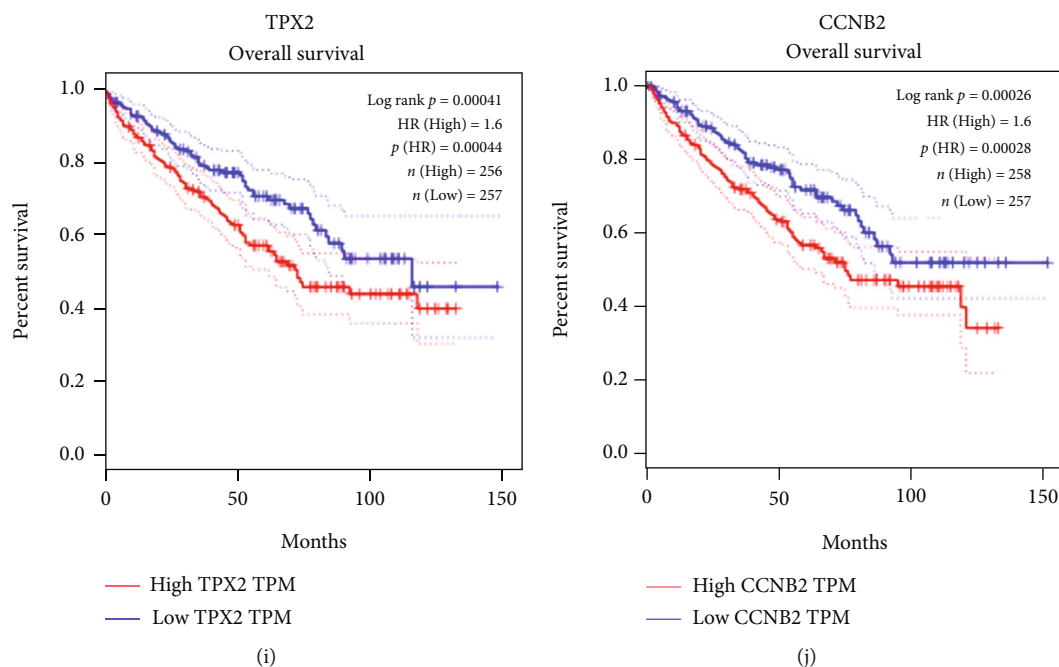 TPX2
Overall survival
Log rank p = 0.00041
HR (High) = 1.6
p (HR) = 0.00044
n (High) = 256
n (Low) = 257
Percent survival
1.0
0.8
0.6
0.4
0.2
0.0
0 50 100 150
Months
High TPX2 TPM
Low TPX2 TPM
(i)
CCNB2
Overall survival
Log rank p = 0.00026
HR (High) = 1.6
p (HR) = 0.00028
n (High) = 258
n (Low) = 257
Percent survival
1.0
0.8
0.6
0.4
0.2
0.0
0 50 100 150
Months
High CCNB2 TPM
Low CCNB2 TPM
(j)